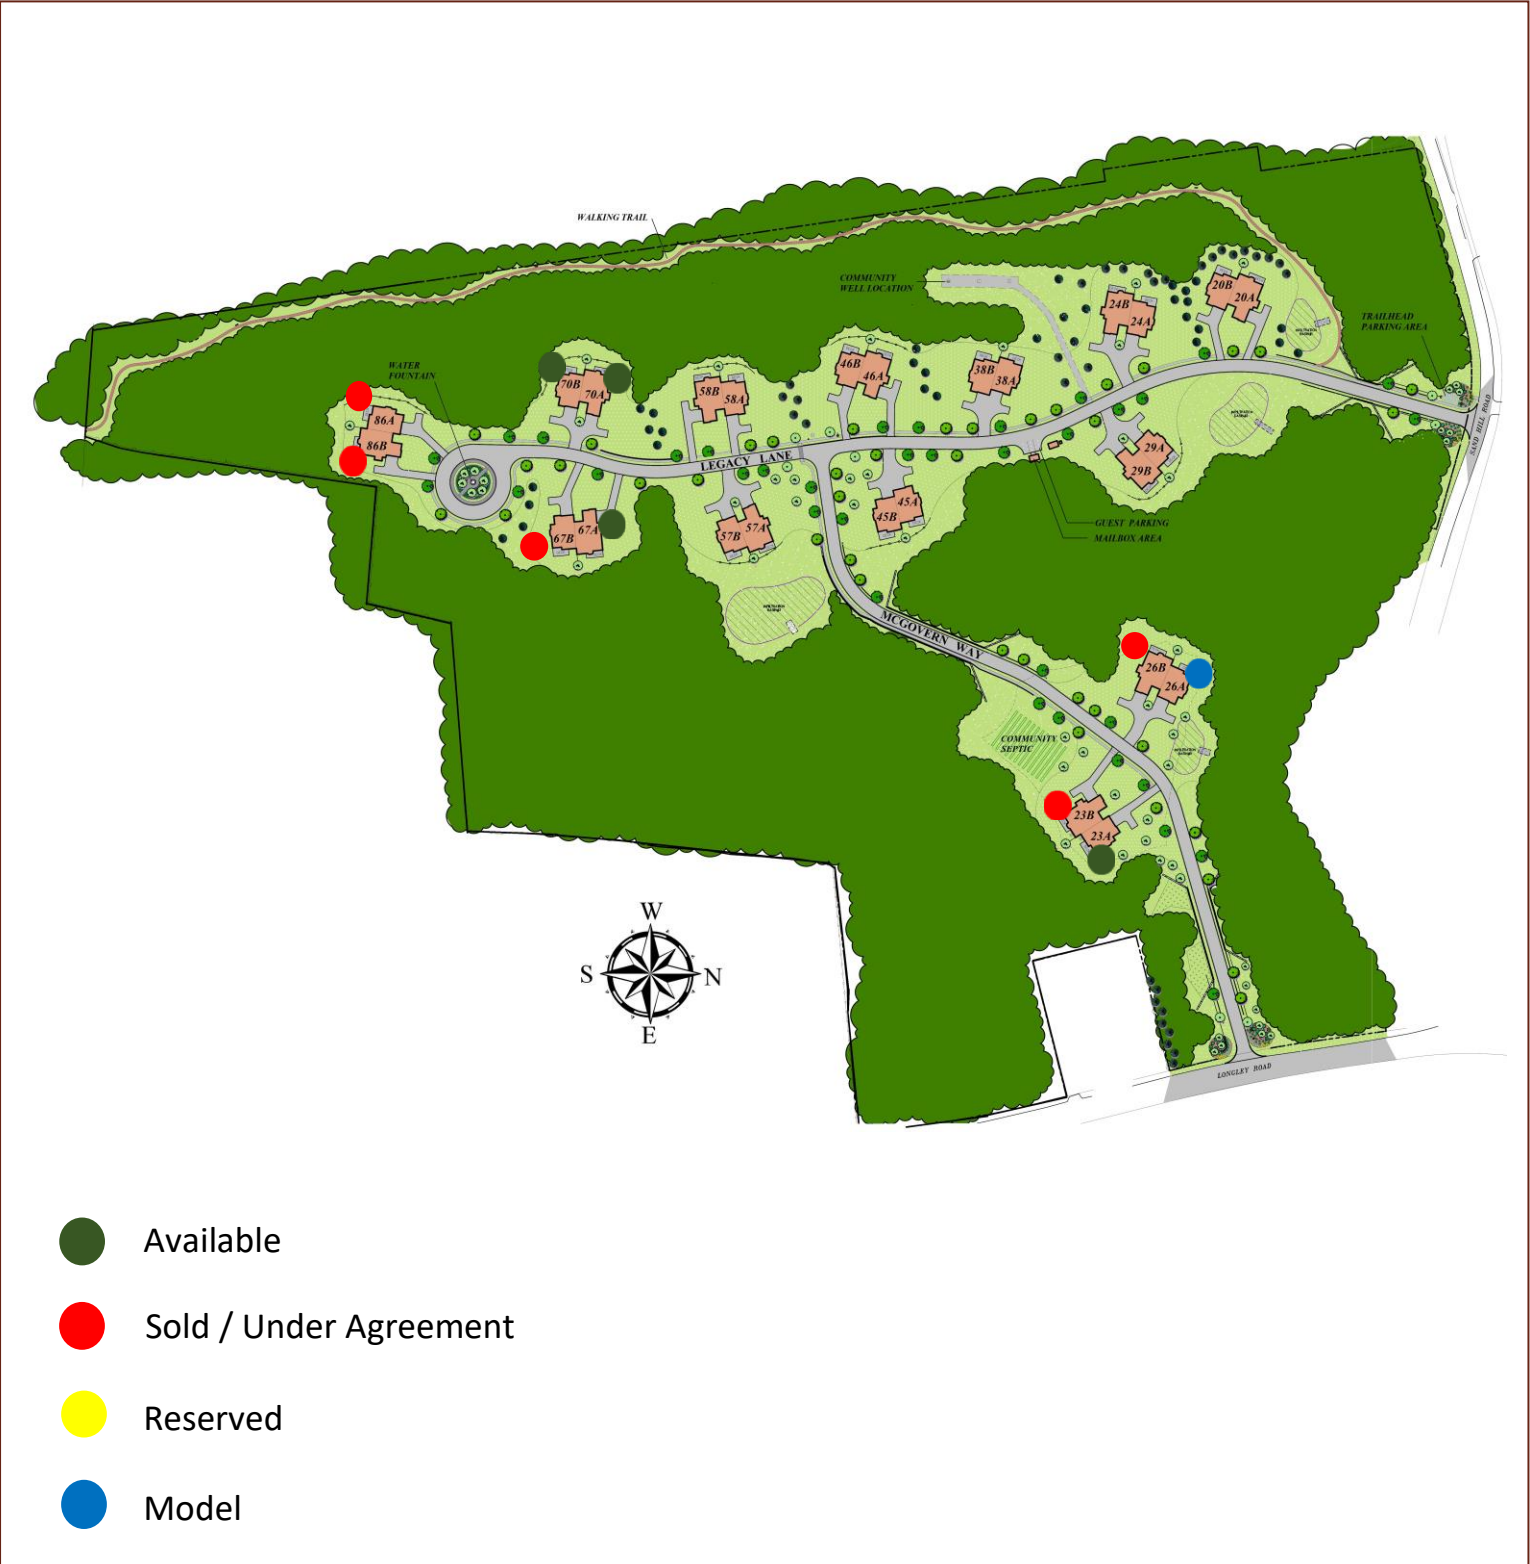 WALKING TRAIL
COMMUNITY
WELL LOCATION
20B
20A
24B
24A
TRAILHEAD
PARKING AREA
WATER
FOUNTAIN
70B
70A
58B
58A
46B
46A
38B
38A
86A
86B
SAND HILL ROAD
LEGACY LANE
29A
29B
45A
45B
67A
67B
57A
57B
GUEST PARKING
MAILBOX AREA
MCGOVERN WAY
26B
26A
COMMUNITY
SEPTIC
23B
23A
W
S
N
E
LONGLEY ROAD
Available
Sold / Under Agreement
Reserved
Model